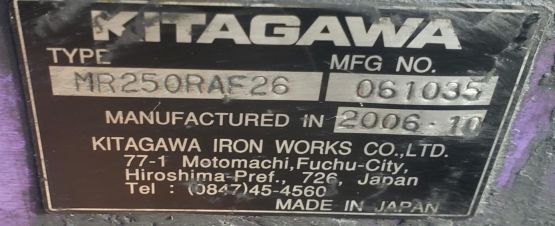 KITAGAWA
TYPE MFG NO.
MR250RAF26 061035
MANUFACTURED IN 2006-10
KITAGAWA IRON WORKS CO.,LTD.
77-1 Motomachi,Fuchu-City,
Hiroshima-Pref., 726, Japan
Tel : (0847)45-4560
MADE IN JAPAN